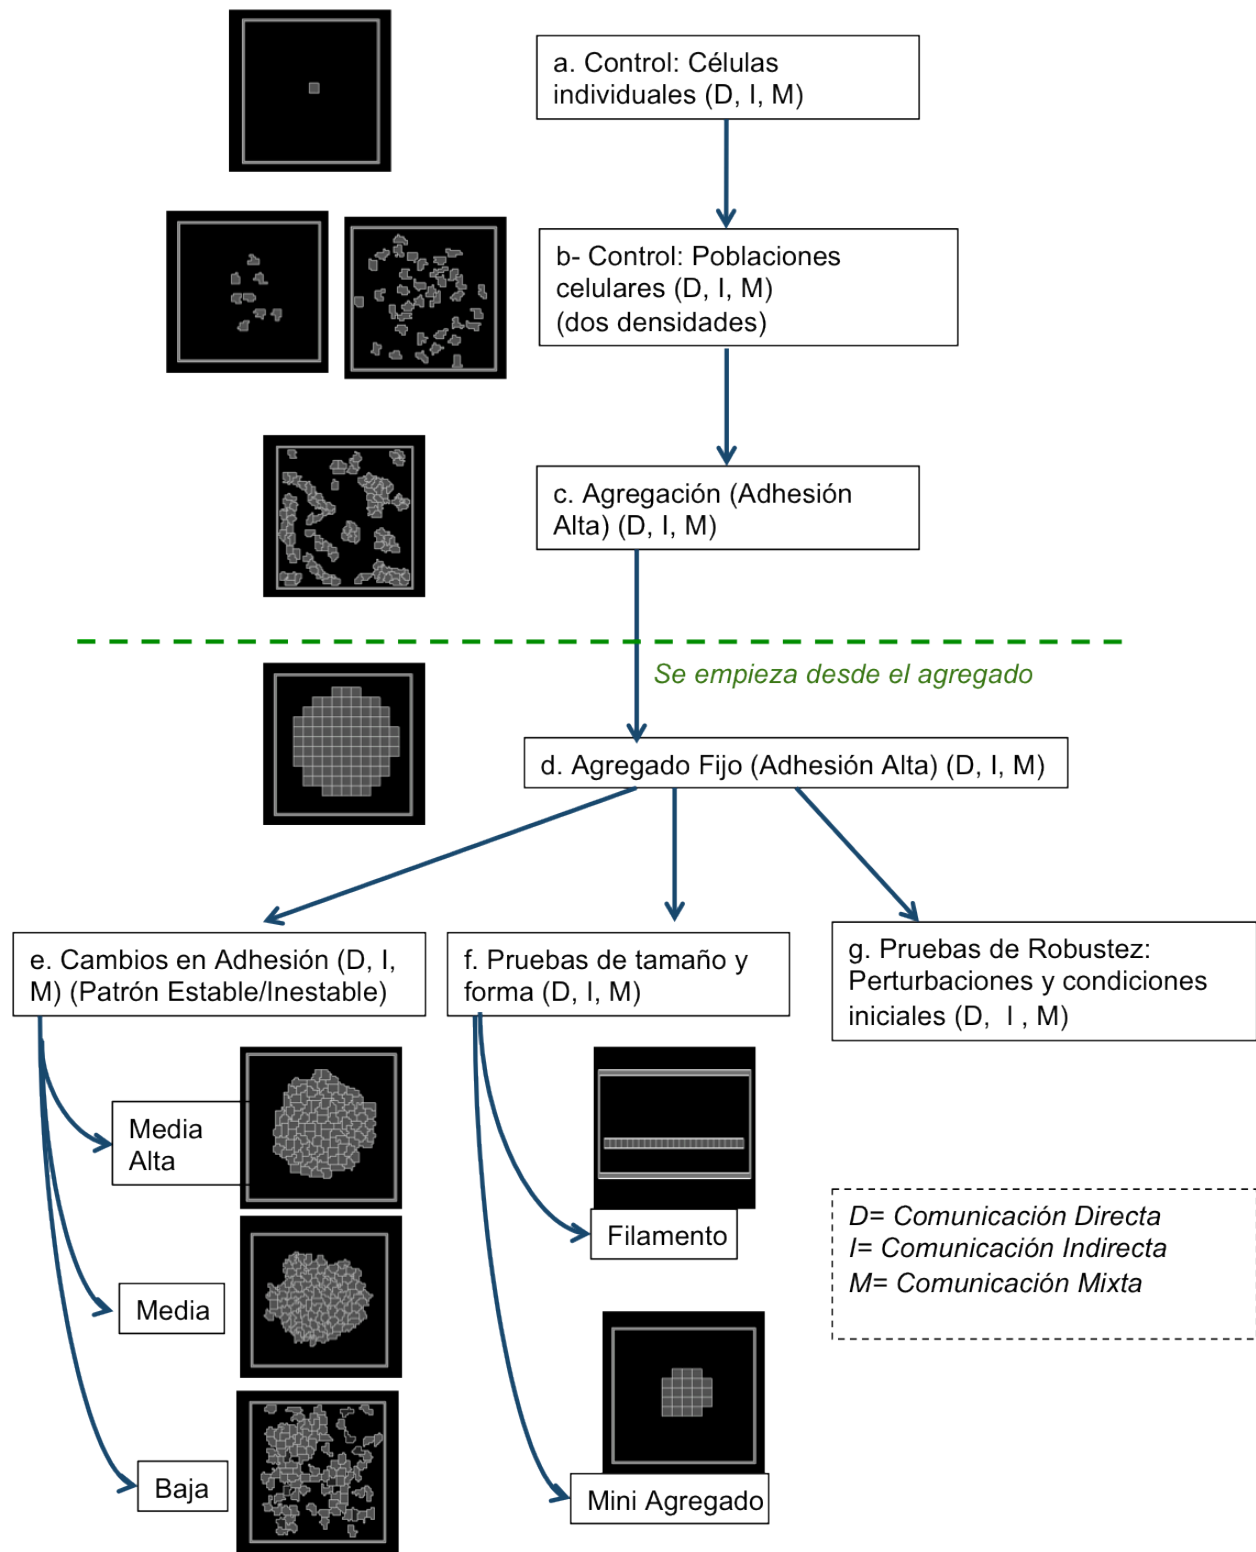 a. Control: Células
individuales (D, I, M)
b- Control: Poblaciones
celulares (D, I, M)
(dos densidades)
c. Agregación (Adhesión
Alta) (D, I, M)
Se empieza desde el agregado
d. Agregado Fijo (Adhesión Alta) (D, I, M)
e. Cambios en Adhesión (D, I,
M) (Patrón Estable/Inestable)
f. Pruebas de tamaño y
forma (D, I, M)
g. Pruebas de Robustez:
Perturbaciones y condiciones
iniciales (D, I , M)
Media
Alta
Media
Baja
Filamento
Mini Agregado
D= Comunicación Directa
I= Comunicación Indirecta
M= Comunicación Mixta